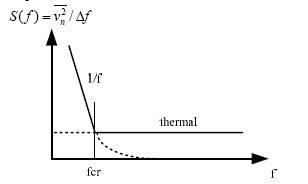 S(f) = v_n^2 / Δf
1/f
thermal
fcr
f